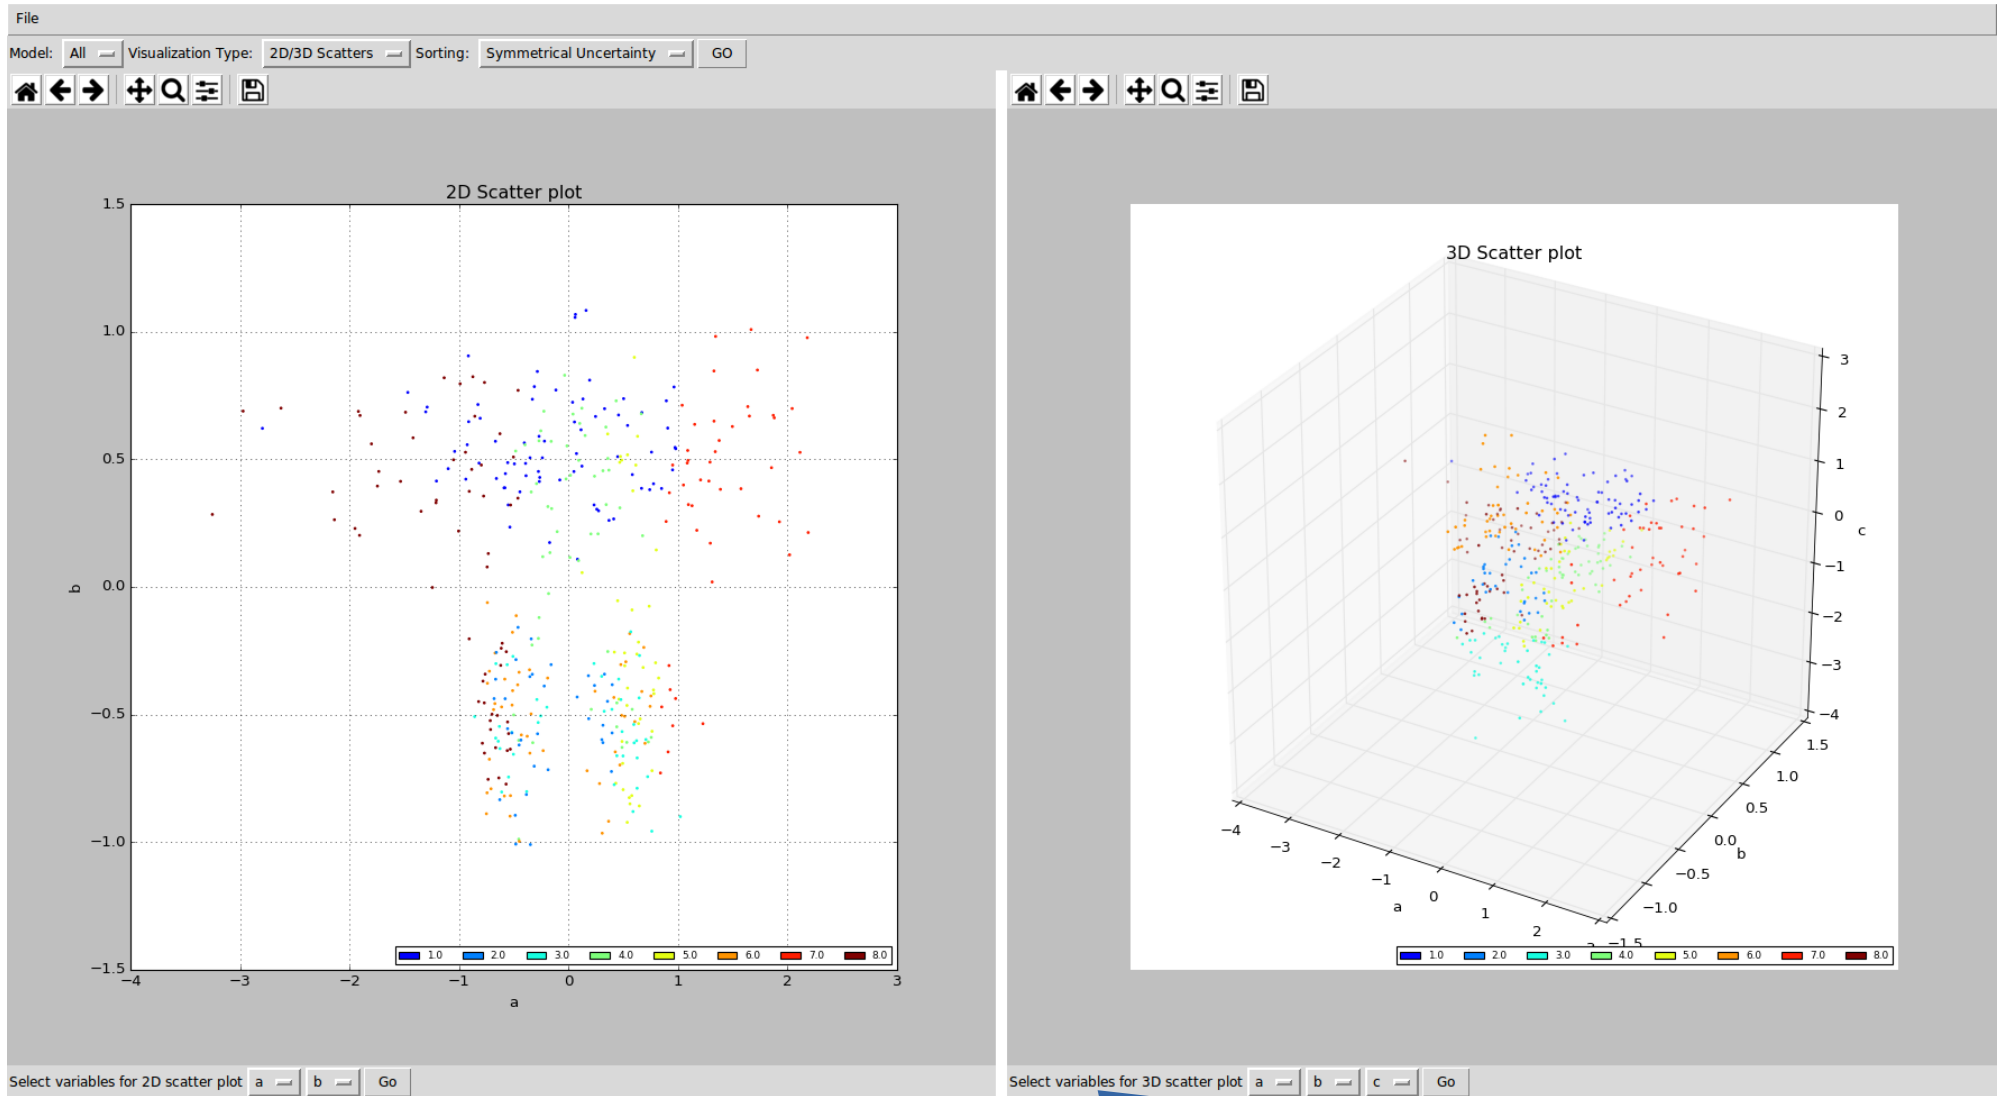 File
Model: All Visualization Type: 2D/3D Scatters Sorting: Symmetrical Uncertainty GO
2D Scatter plot
1.5
1.0
0.5
0.0
−0.5
−1.0
−1.5
b
−4 −3 −2 −1 0 1 2 3
a
1.0 2.0 3.0 4.0 5.0 6.0 7.0 8.0
Select variables for 2D scatter plot a b Go
3D Scatter plot
3
2
1
0
−1
−2
−3
−4
c
1.5
1.0
0.5
0.0
−0.5
−1.0
−1.5
b
−4
−3
−2
−1
0
1
2
a
1.0 2.0 3.0 4.0 5.0 6.0 7.0 8.0
Select variables for 3D scatter plot a b c Go